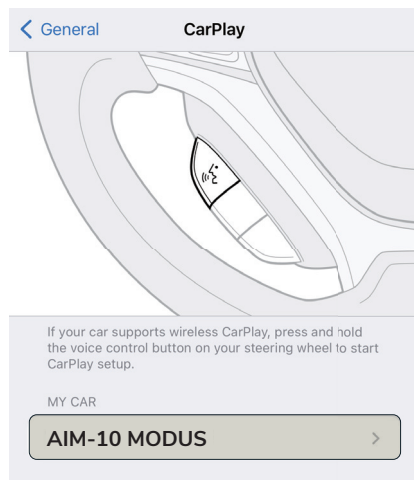 General
CarPlay
If your car supports wireless CarPlay, press and hold
the voice control button on your steering wheel to start
CarPlay setup.
MY CAR
AIM-10 MODUS